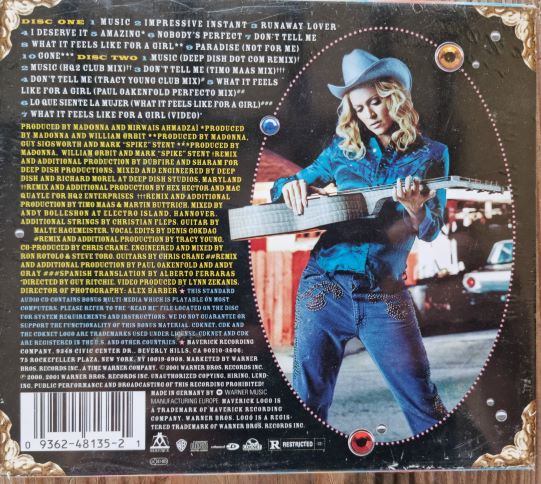 DISC ONE 1 MUSIC 2 IMPRESSIVE INSTANT 3 RUNAWAY LOVER
4 I DESERVE IT 5 AMAZING* 6 NOBODY'S PERFECT 7 DON'T TELL ME
8 WHAT IT FEELS LIKE FOR A GIRL** 9 PARADISE (NOT FOR ME)
10 GONE*** DISC TWO 1 MUSIC (DEEP DISH DOT COM REMIX)†
2 MUSIC (HQ2 CLUB MIX)†† 3 DON'T TELL ME (TIMO MAAS MIX)†††
4 DON'T TELL ME (TRACY YOUNG CLUB MIX)# 5 WHAT IT FEELS
LIKE FOR A GIRL (PAUL OAKENFOLD PERFECTO MIX)##
6 LO QUE SIENTE LA MUJER (WHAT IT FEELS LIKE FOR A GIRL)###
7 WHAT IT FEELS LIKE FOR A GIRL (VIDEO)°
PRODUCED BY MADONNA AND MIRWAIS AHMADZAI *PRODUCED
BY MADONNA AND WILLIAM ORBIT **PRODUCED BY MADONNA,
GUY SIGSWORTH AND MARK "SPIKE" STENT ***PRODUCED BY
MADONNA, WILLIAM ORBIT AND MARK "SPIKE" STENT †REMIX
AND ADDITIONAL PRODUCTION BY DUBFIRE AND SHARAM FOR
DEEP DISH PRODUCTIONS. MIXED AND ENGINEERED BY DEEP
DISH AND RICHARD MOREL AT DEEP DISH STUDIOS, MARYLAND
††REMIX AND ADDITIONAL PRODUCTION BY HEX HECTOR AND MAC
QUAYLE FOR HQ2 ENTERPRISES †††REMIX AND ADDITIONAL
PRODUCTION BY TIMO MAAS & MARTIN BUTTRICH. MIXED BY
ANDY BOLLESHON AT ELECTRO ISLAND, HANNOVER.
ADDITIONAL STRINGS BY CHRISTIAN FLEPS. GUITAR BY
MALTE HAGEMEISTER. VOCAL EDITS BY DENIS GOKDAG
#REMIX AND ADDITIONAL PRODUCTION BY TRACY YOUNG.
CO-PRODUCED BY CHRIS CRANE. ENGINEERED AND MIXED BY
RON ROTOLO & STEVE TORO. GUITARS BY CHRIS CRANE ##REMIX
AND ADDITIONAL PRODUCTION BY PAUL OAKENFOLD AND ANDY
GRAY ###SPANISH TRANSLATION BY ALBERTO FERRARAS
°DIRECTED BY GUY RITCHIE. VIDEO PRODUCED BY LYNN ZEKANIS.
DIRECTOR OF PHOTOGRAPHY: ALEX BARBER ★ THIS STANDARD
AUDIO CD CONTAINS BONUS MULTI-MEDIA WHICH IS PLAYABLE ON MOST
COMPUTERS. PLEASE REFER TO THE "READ ME" FILE LOCATED ON THE DISC
FOR SYSTEM REQUIREMENTS AND INSTRUCTIONS. WE DO NOT GUARANTEE OR
SUPPORT THE FUNCTIONALITY OF THIS BONUS MATERIAL. CDKNET, CDK AND
THE CDKNET LOGO ARE TRADEMARKS USED UNDER LICENSE. CDKNET AND CDK
ARE REGISTERED IN THE U.S. AND OTHER COUNTRIES. ★ MAVERICK RECORDING
COMPANY, 9348 CIVIC CENTER DR., BEVERLY HILLS, CA 90210-3606;
75 ROCKEFELLER PLAZA, NEW YORK, NY 10019-6908. MARKETED BY WARNER
BROS. RECORDS INC., A TIME WARNER COMPANY. © 2001 WARNER BROS. RECORDS INC.
℗ 2000, 2001 WARNER BROS. RECORDS INC. UNAUTHORIZED COPYING, HIRING, LEND-
ING, PUBLIC PERFORMANCE AND BROADCASTING OF THIS RECORDING PROHIBITED!
MADE IN GERMANY BY WARNER MUSIC
MANUFACTURING EUROPE. MAVERICK LOGO IS
A TRADEMARK OF MAVERICK RECORDING
COMPANY. WARNER BROS. LOGO IS A REGIS-
TERED TRADEMARK OF WARNER BROS. RECORDS INC.
0 9362-48135-2 1
R RESTRICTED